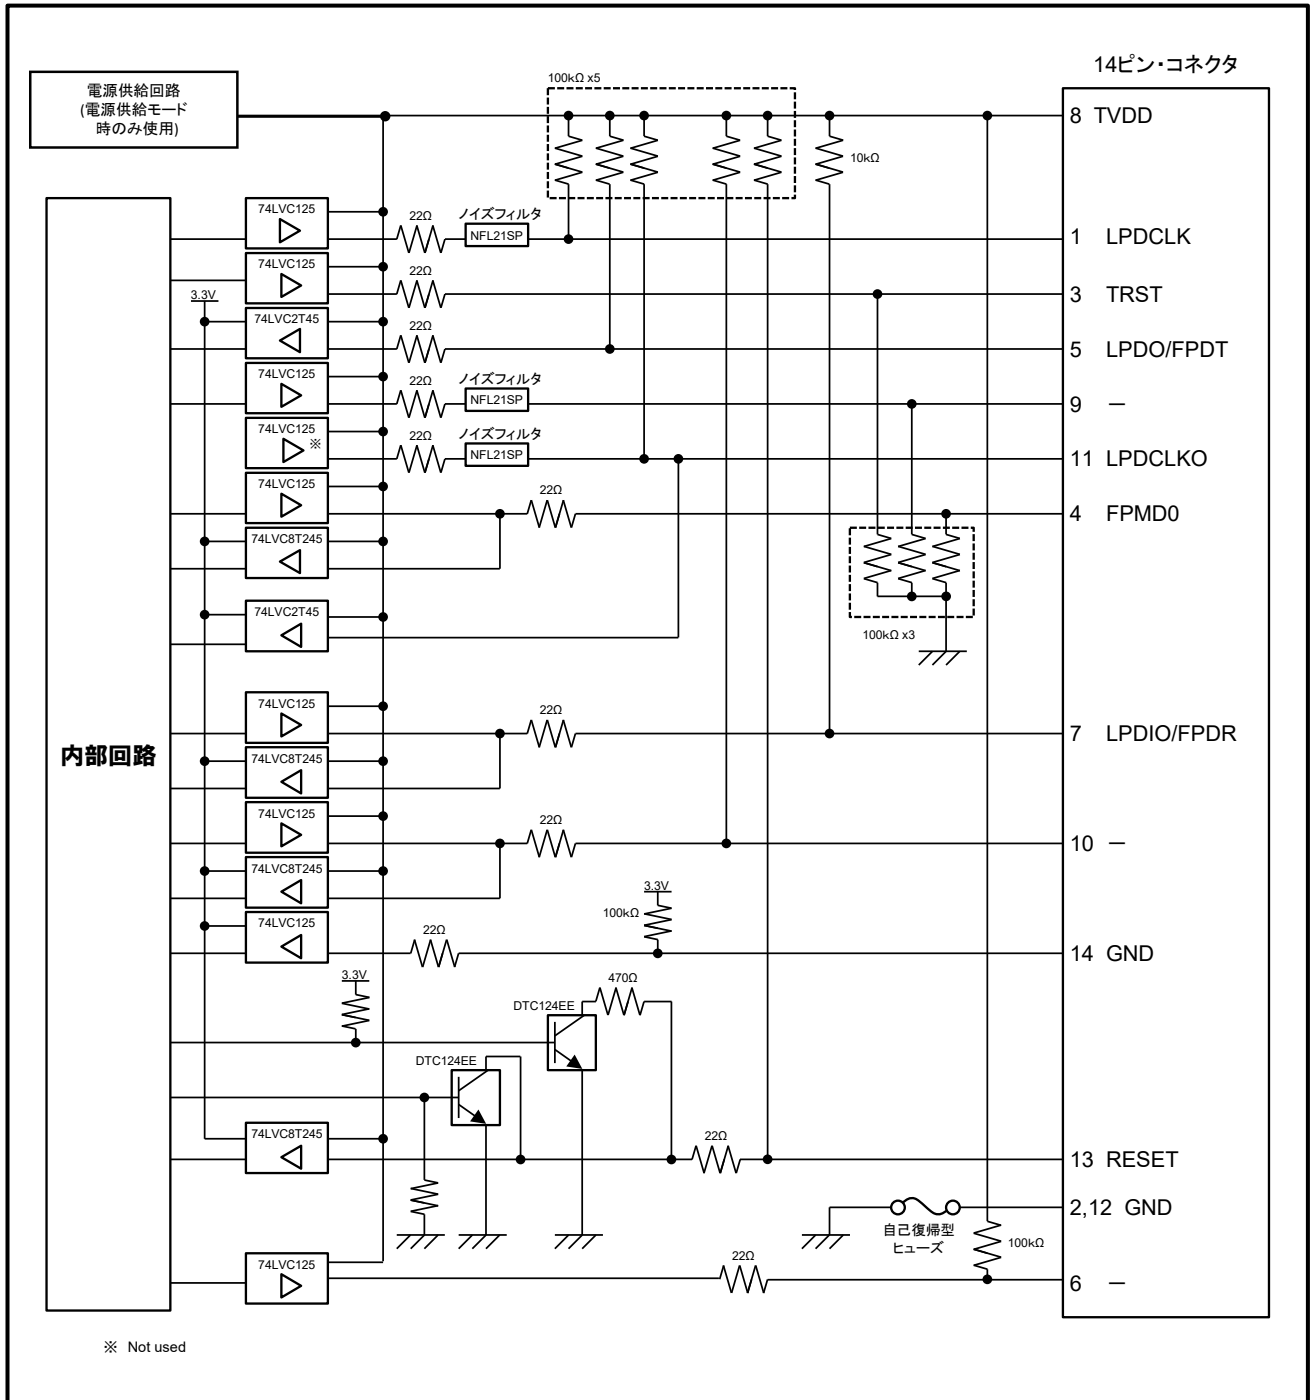 14ピン・コネクタ
電源供給回路
(電源供給モード
時のみ使用)
100kΩ x5
8 TVDD
10kΩ
74LVC125
22Ω
ノイズフィルタ
NFL21SP
1 LPDCLK
74LVC125
22Ω
3 TRST
3.3V
74LVC2T45
22Ω
5 LPDO/FPDT
74LVC125
22Ω
ノイズフィルタ
NFL21SP
9 －
74LVC125
※
22Ω
ノイズフィルタ
NFL21SP
11 LPDCLKO
74LVC125
22Ω
4 FPMD0
74LVC8T245
74LVC2T45
100kΩ x3
74LVC125
22Ω
7 LPDIO/FPDR
内部回路
74LVC8T245
74LVC125
22Ω
10 －
74LVC8T245
3.3V
100kΩ
74LVC125
22Ω
14 GND
3.3V
470Ω
DTC124EE
DTC124EE
74LVC8T245
22Ω
13 RESET
2,12 GND
自己復帰型
ヒューズ
100kΩ
74LVC125
22Ω
6 －
※ Not used